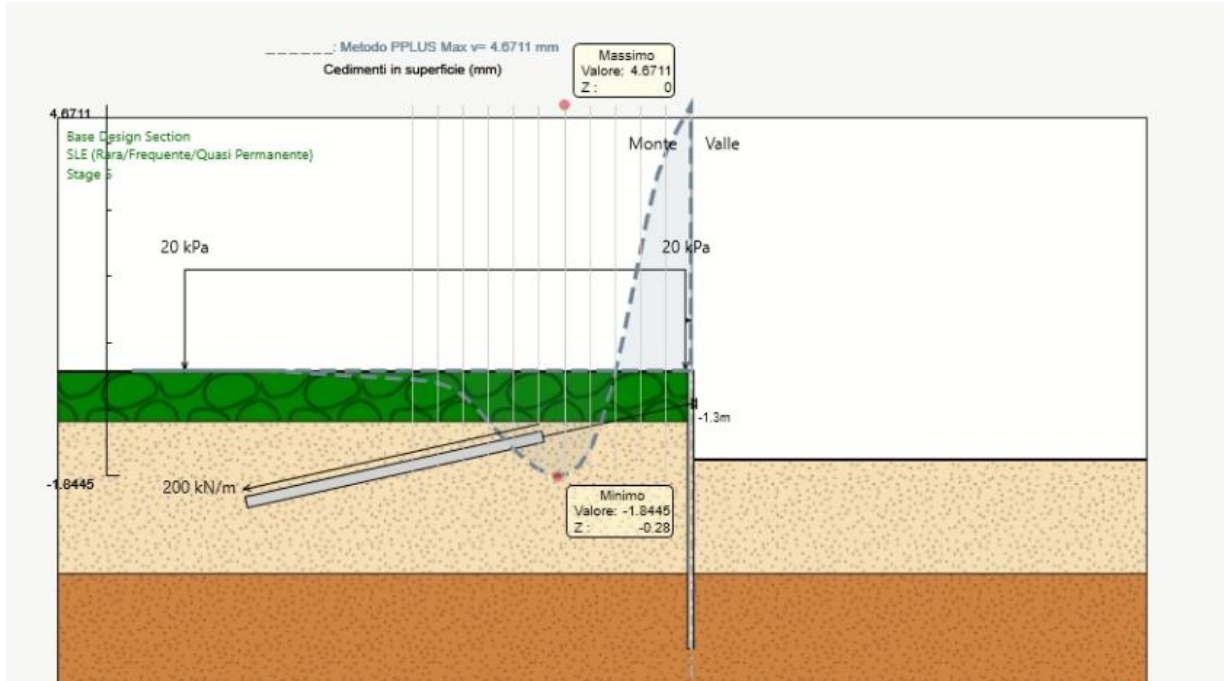 _ _ _ _ _ _: Metodo PPLUS Max v= 4.6711 mm
Cedimenti in superficie (mm)
Massimo
Valore: 4.6711
Z : 0
4.6711
Base Design Section
SLE (Rara/Frequente/Quasi Permanente)
Stage 5
Monte
Valle
20 kPa
20 kPa
-1.3m
-1.8445
200 kN/m
Minimo
Valore: -1.8445
Z : -0.28